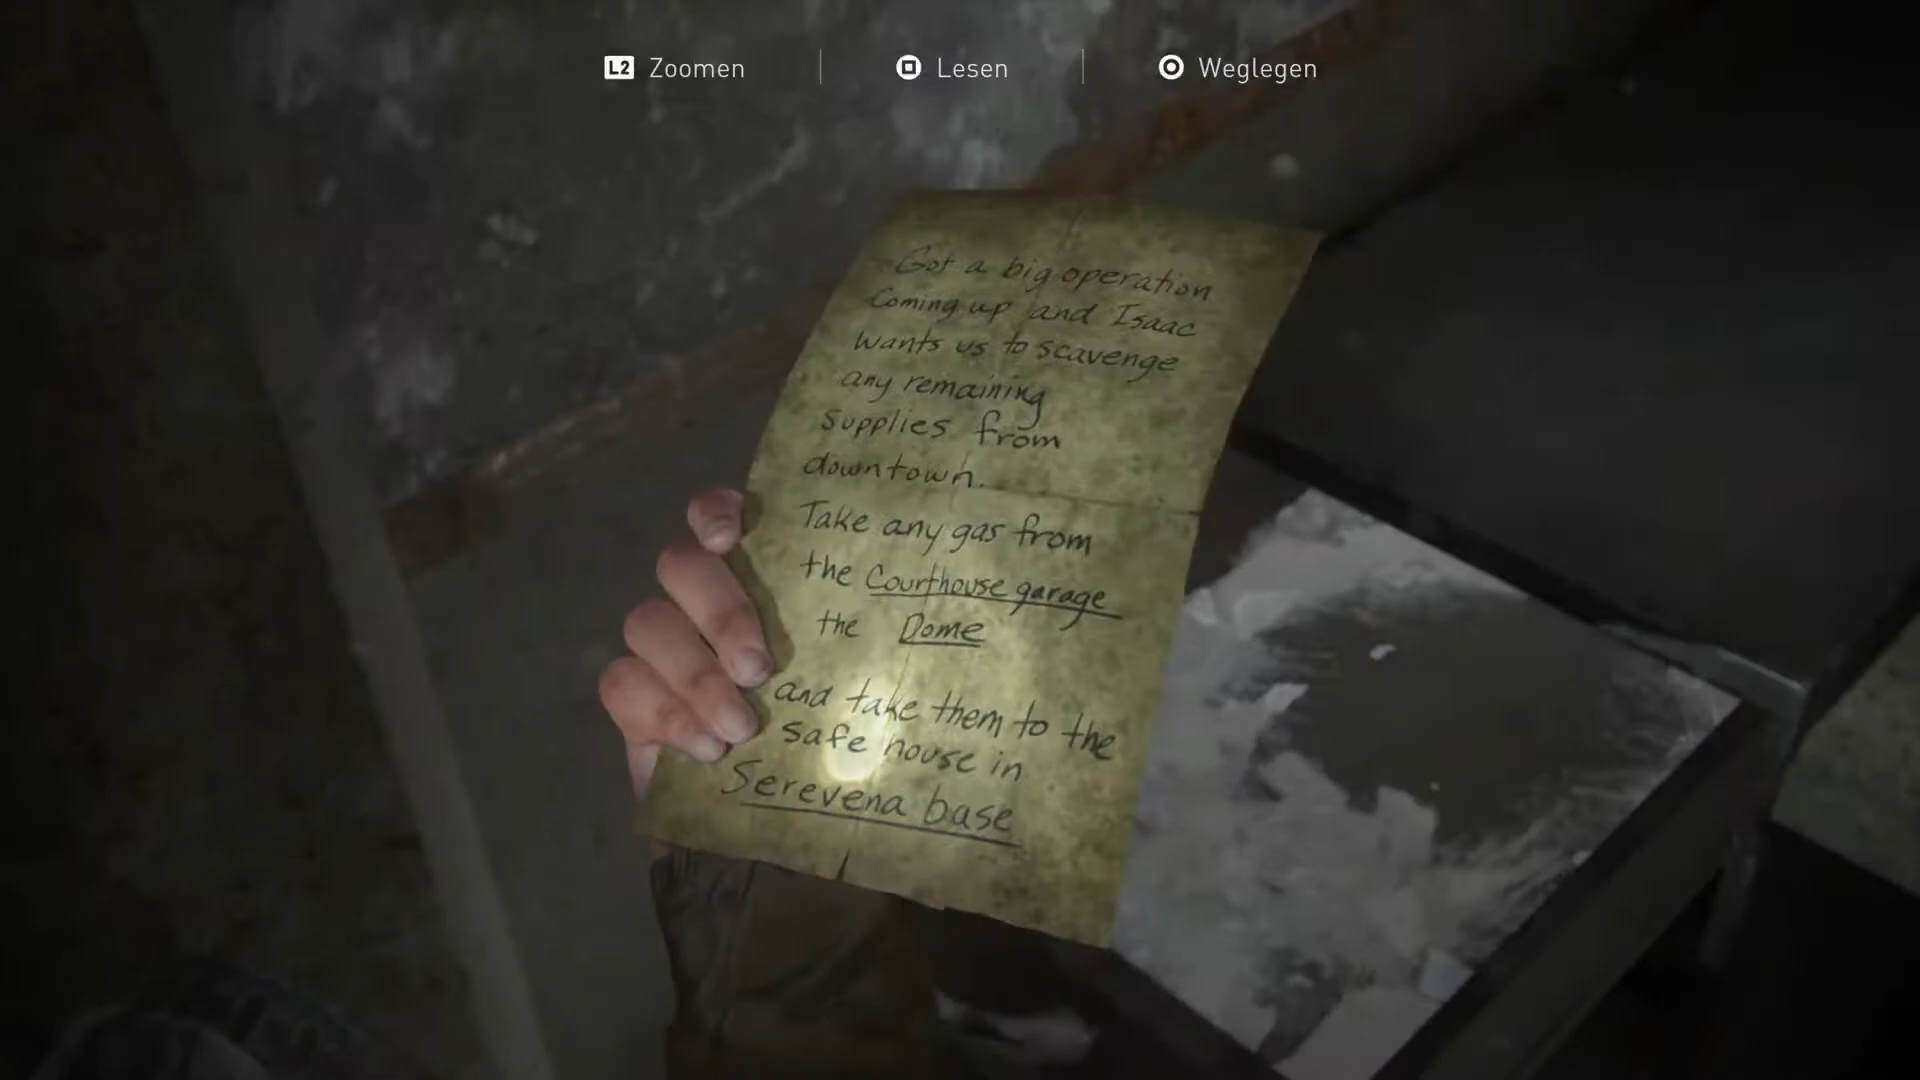 L2 Zoomen
Lesen
Weglegen
Got a big operation
Coming up and Isaac
wants us to scavenge
any remaining
supplies from
downtown.
Take any gas from
the Courthouse garage
the Dome
and take them to the
safe house in
Serevena base